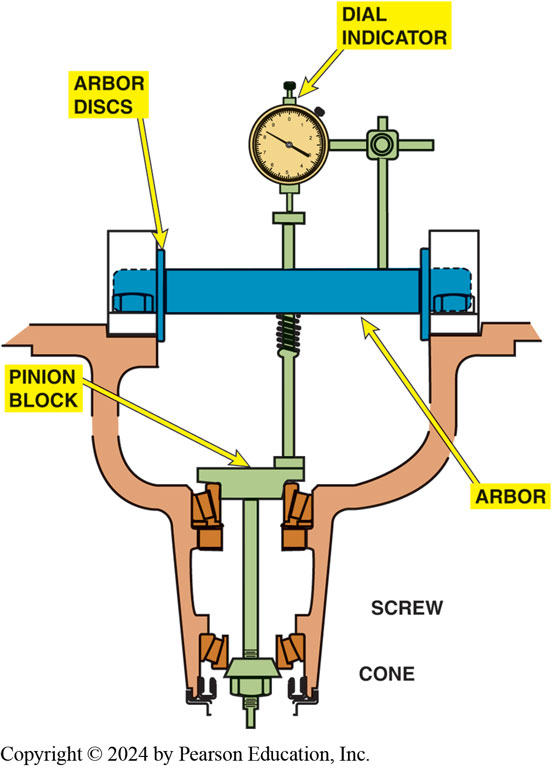 DIAL
INDICATOR
ARBOR
DISCS
PINION
BLOCK
ARBOR
SCREW
CONE
Copyright © 2024 by Pearson Education, Inc.